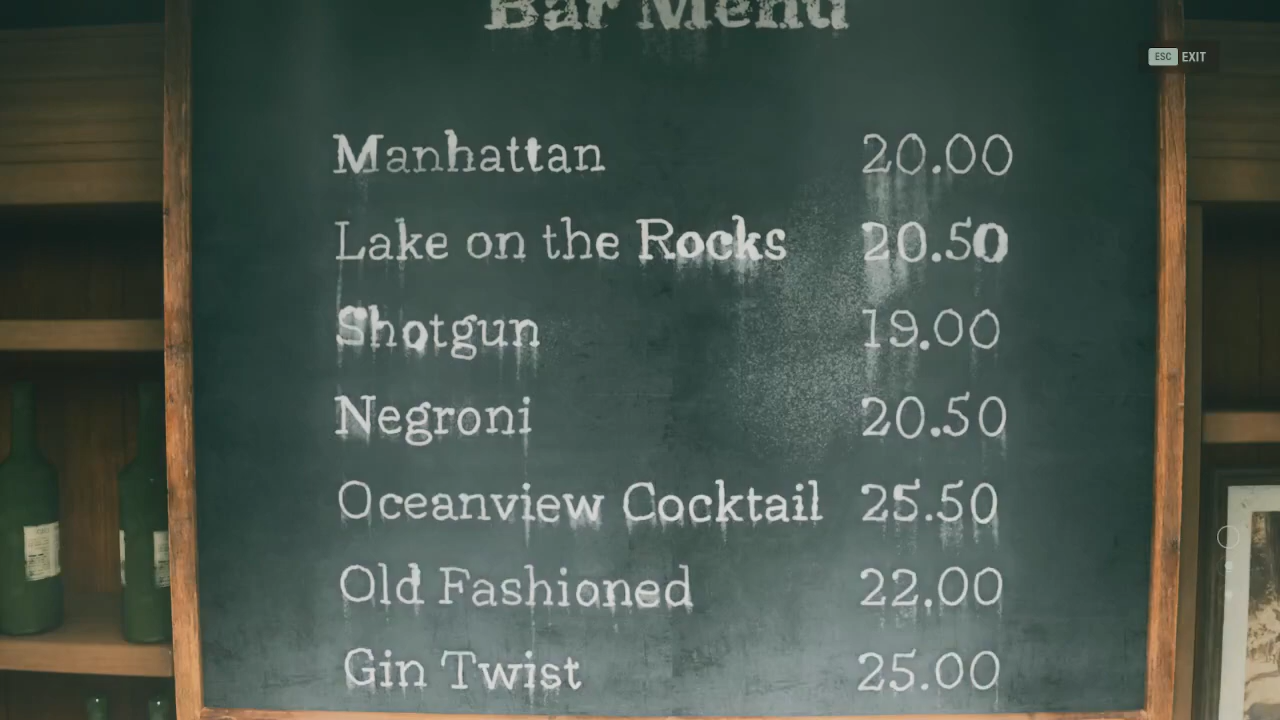 Bar Menu
ESC EXIT
Manhattan 20.00
Lake on the Rocks 20.50
Shotgun 19.00
Negroni 20.50
Oceanview Cocktail 25.50
Old Fashioned 22.00
Gin Twist 25.00